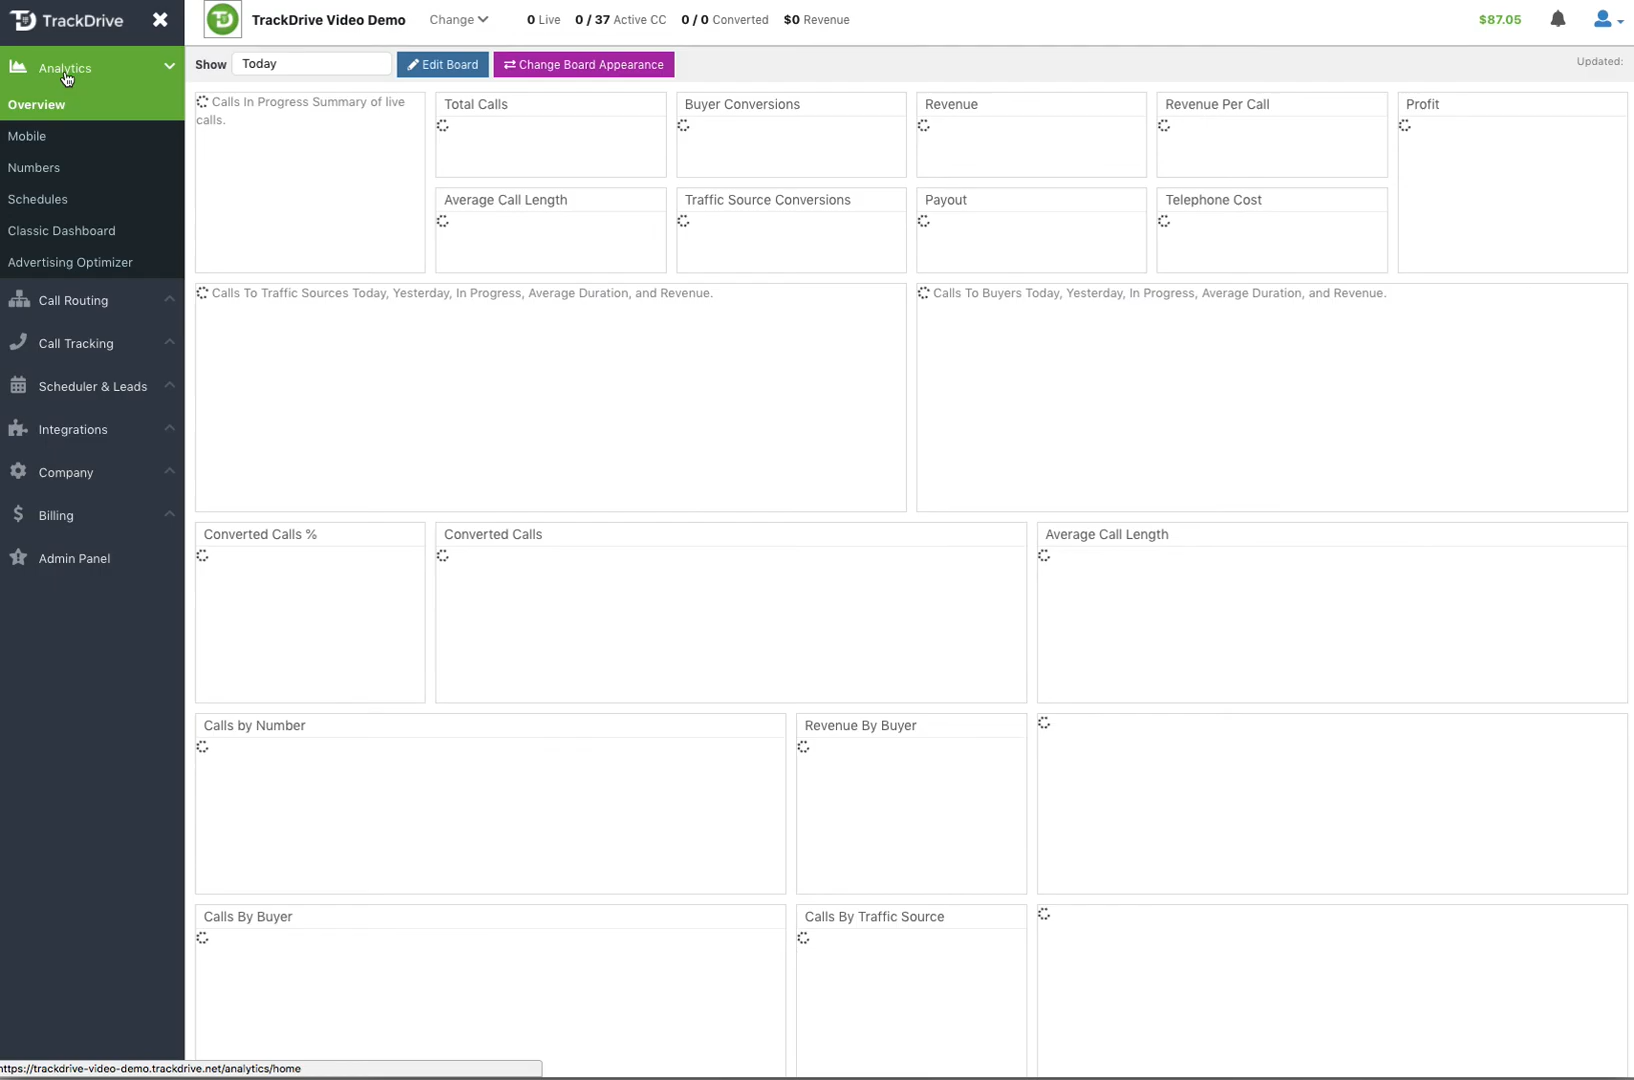 TrackDrive
TrackDrive Video Demo Change 0 Live 0 / 37 Active CC 0 / 0 Converted $0 Revenue $87.05
Analytics
Overview
Mobile
Numbers
Schedules
Classic Dashboard
Advertising Optimizer
Call Routing
Call Tracking
Scheduler & Leads
Integrations
Company
Billing
Admin Panel
Show Today Edit Board Change Board Appearance Updated:
Calls In Progress Summary of live
calls.
Total Calls
Buyer Conversions
Revenue
Revenue Per Call
Profit
Average Call Length
Traffic Source Conversions
Payout
Telephone Cost
Calls To Traffic Sources Today, Yesterday, In Progress, Average Duration, and Revenue.
Calls To Buyers Today, Yesterday, In Progress, Average Duration, and Revenue.
Converted Calls %
Converted Calls
Average Call Length
Calls by Number
Revenue By Buyer
Calls By Buyer
Calls By Traffic Source
https://trackdrive-video-demo.trackdrive.net/analytics/home